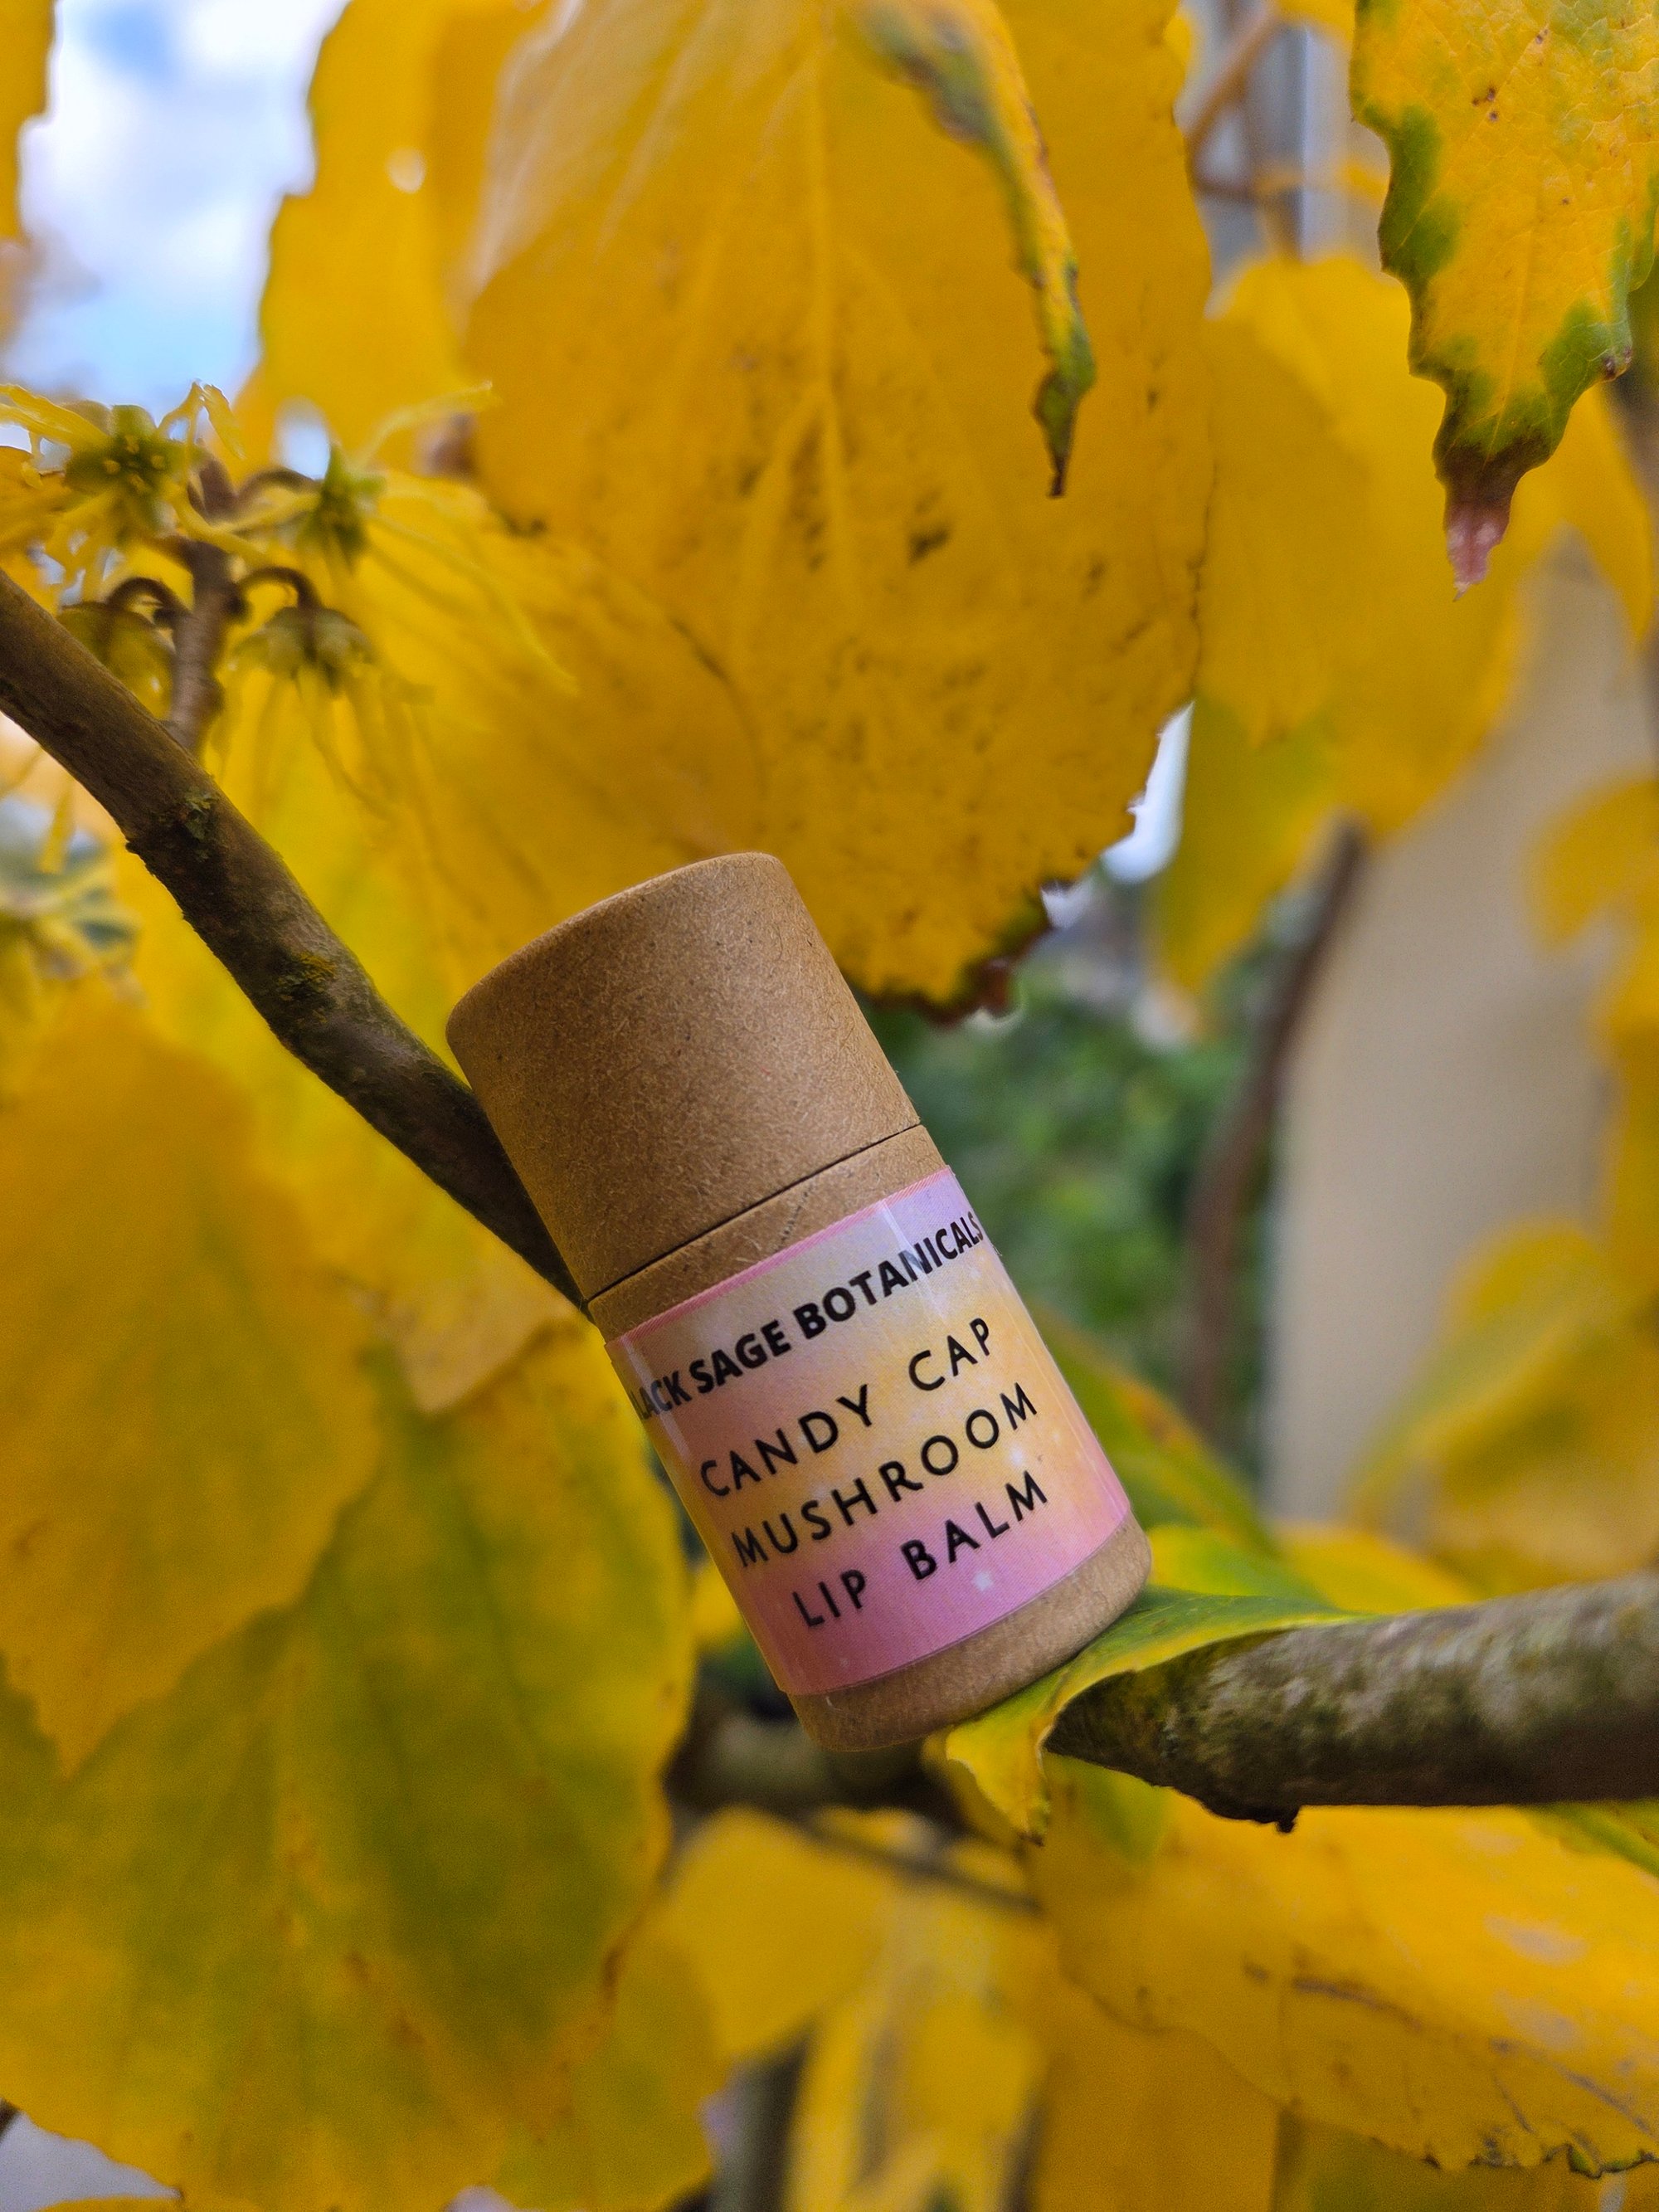 LACK SAGE BOTANICALS
CANDY CAP
MUSHROOM
LIP BALM